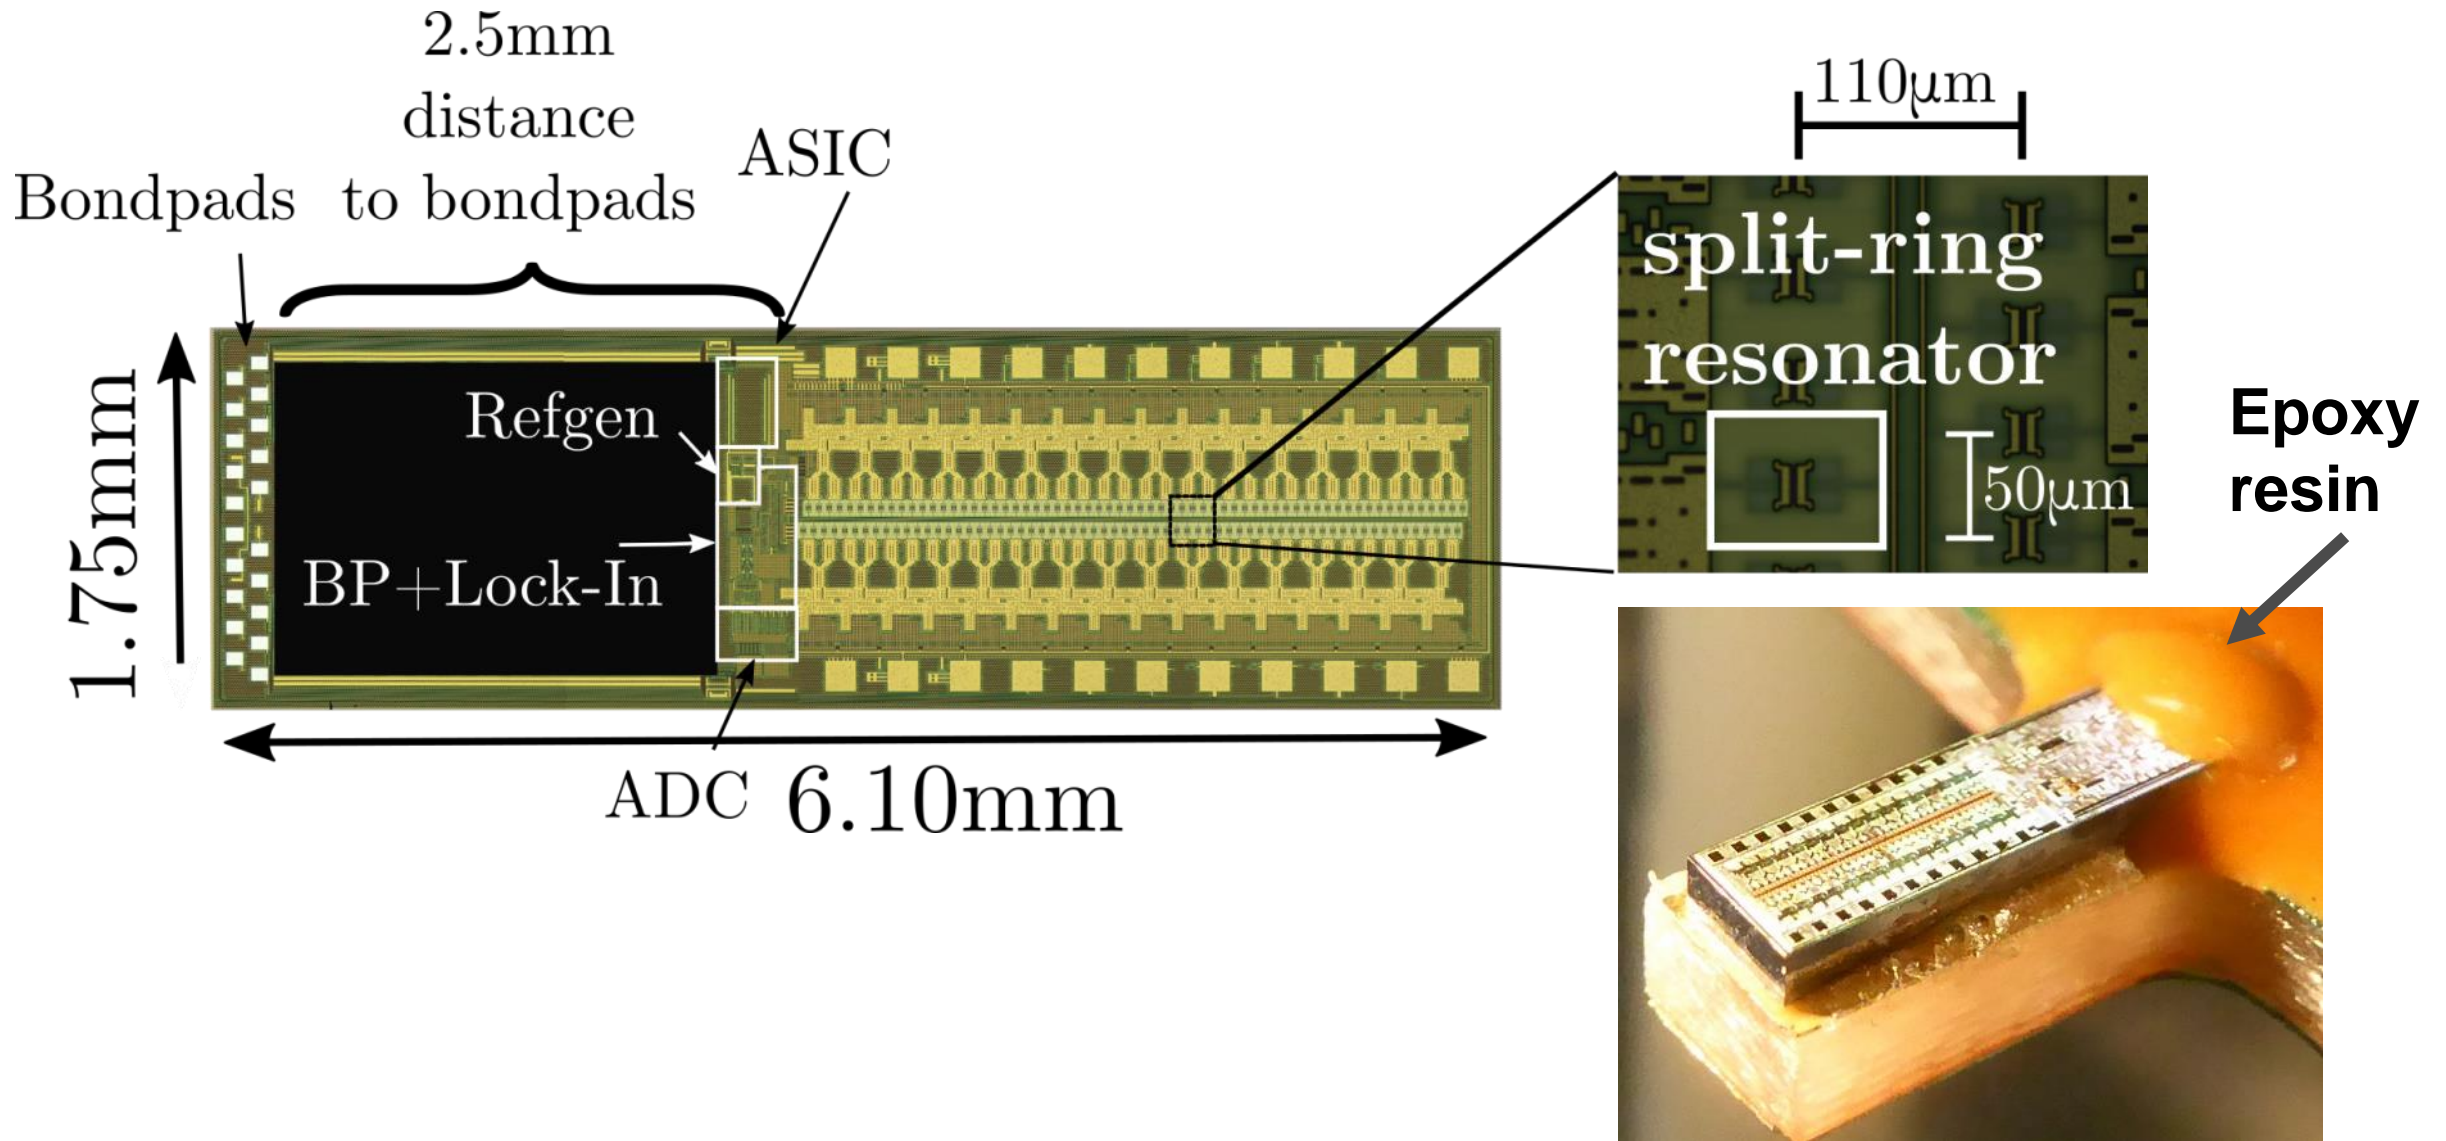 2.5mm
distance
to bondpads
Bondpads
ASIC
Refgen
BP+Lock-In
1.75mm
ADC
6.10mm
110μm
split-ring
resonator
50μm
Epoxy
resin